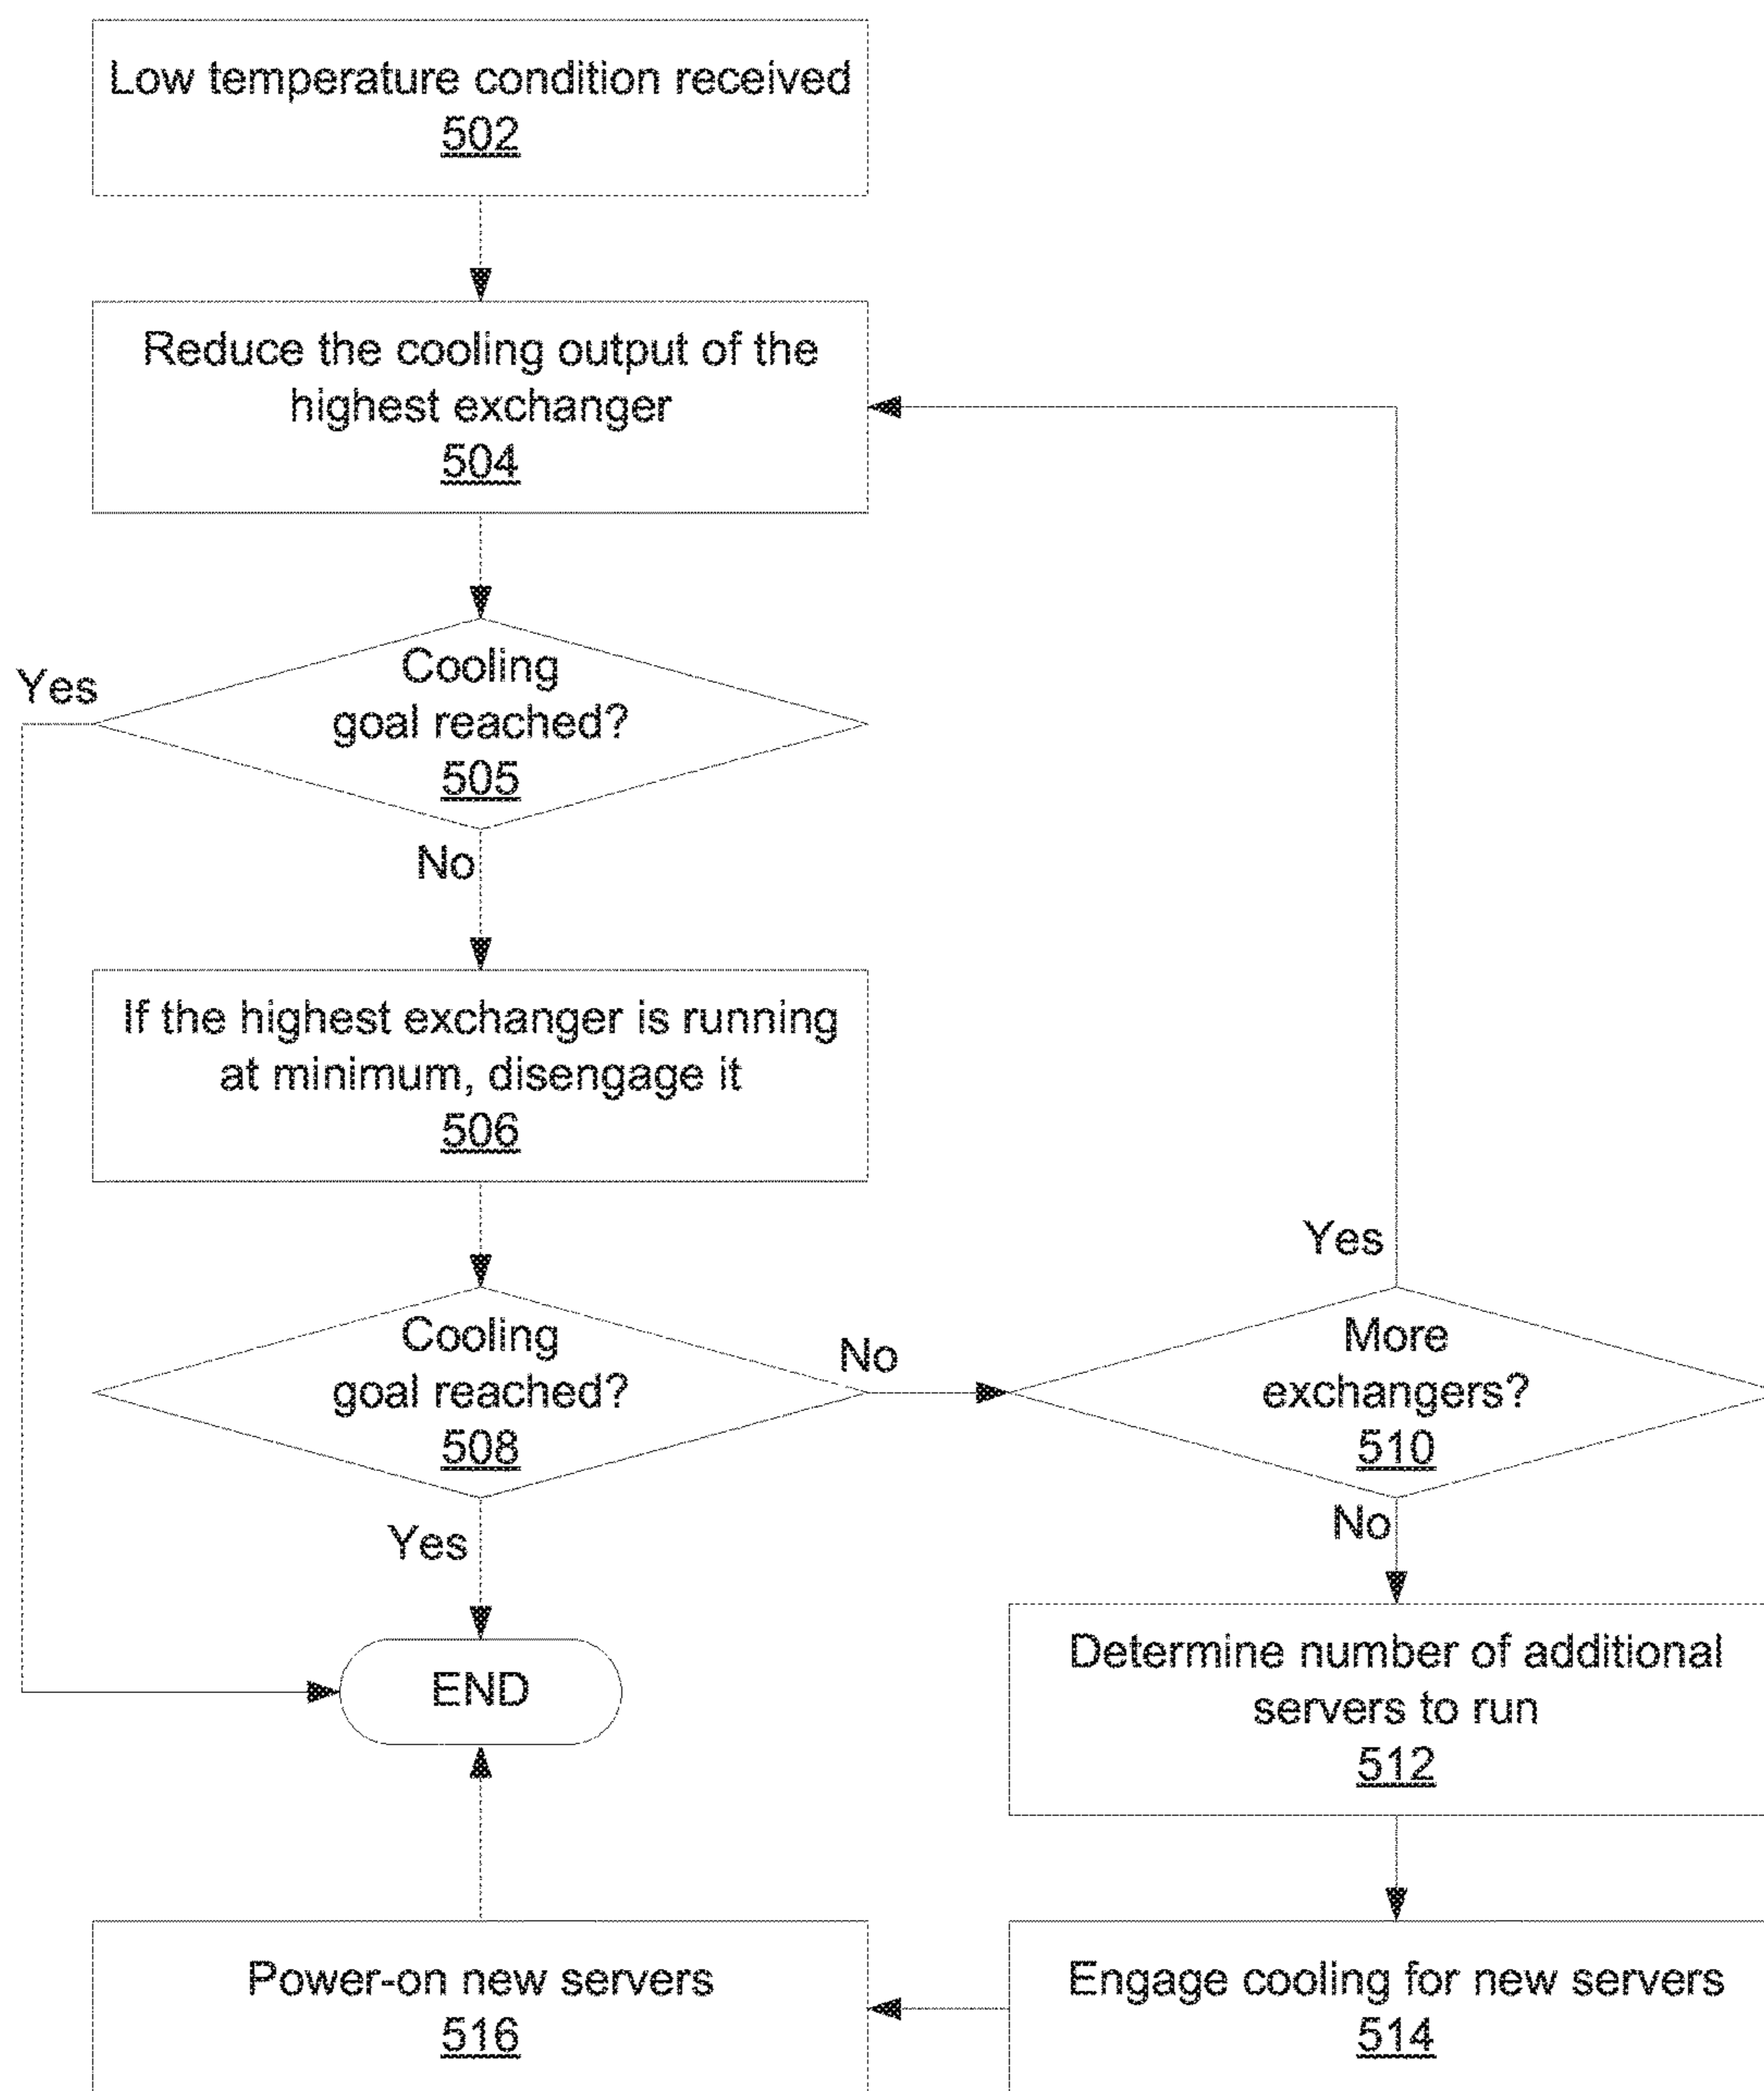 Low temperature condition received
502
Reduce the cooling output of the
highest exchanger
504
Yes
Cooling
goal reached?
505
No
If the highest exchanger is running
at minimum, disengage it
506
Cooling
goal reached?
508
No
Yes
More
exchangers?
510
Yes
No
END
Determine number of additional
servers to run
512
Power-on new servers
516
Engage cooling for new servers
514